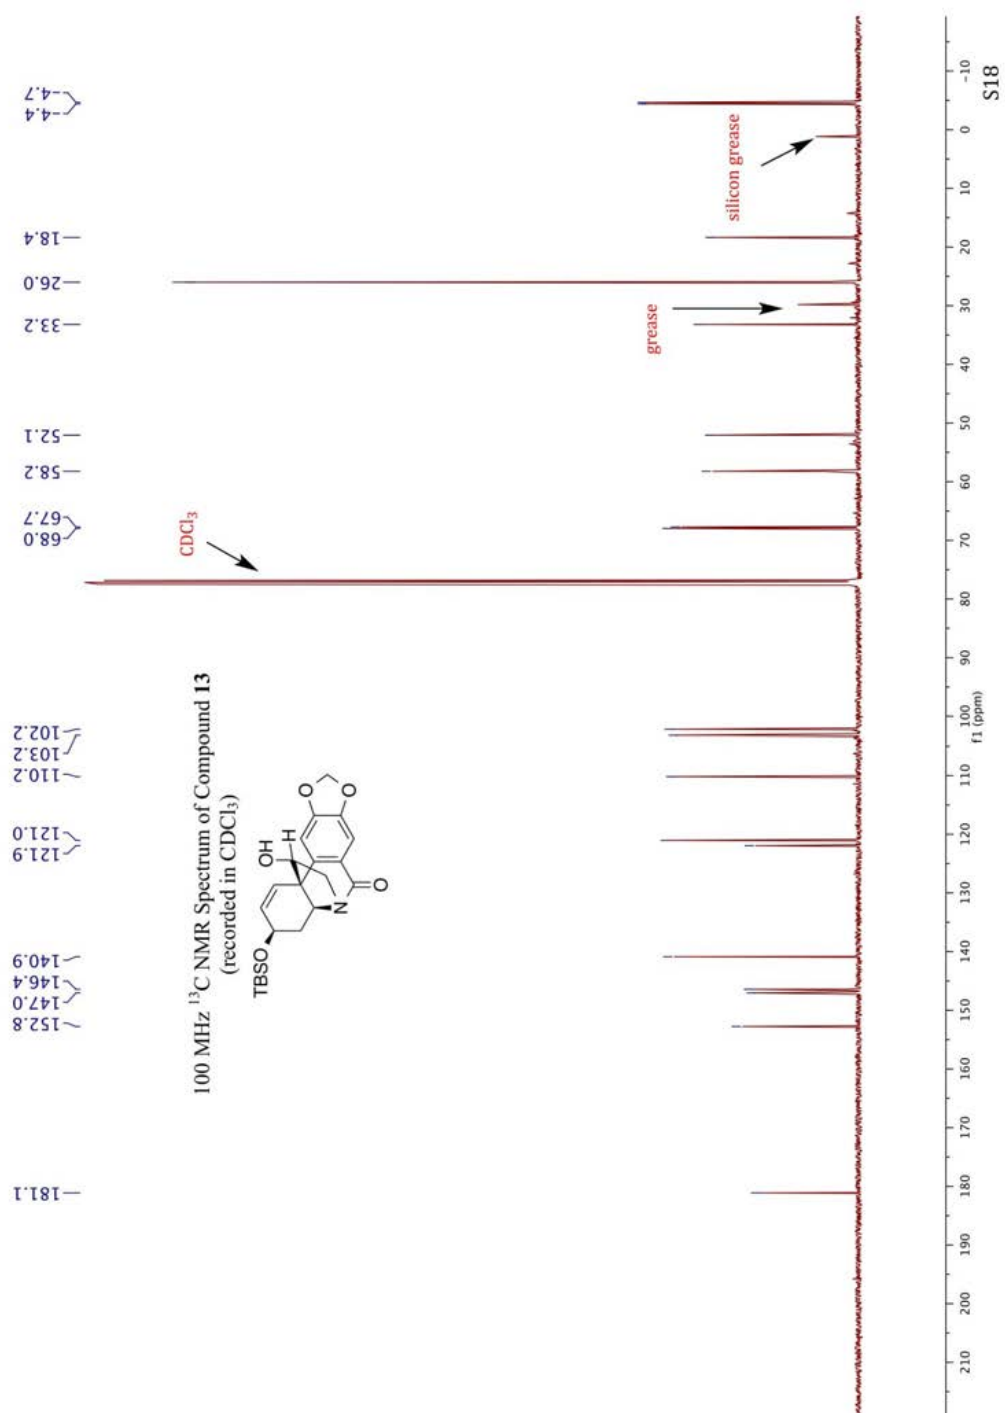 181.1
152.8
147.0
146.4
140.9
121.9
121.0
110.2
103.2
102.2
68.0
67.7
58.2
52.1
33.2
26.0
18.4
-4.4
-4.7
100 MHz ¹³C NMR Spectrum of Compound 13
(recorded in CDCl₃)
TBSO
OH
H
O
O
N
O
CDCl₃
grease
silicon grease
210 200 190 180 170 160 150 140 130 120 110 100 90 80 70 60 50 40 30 20 10 0 -10
f1 (ppm)
S18